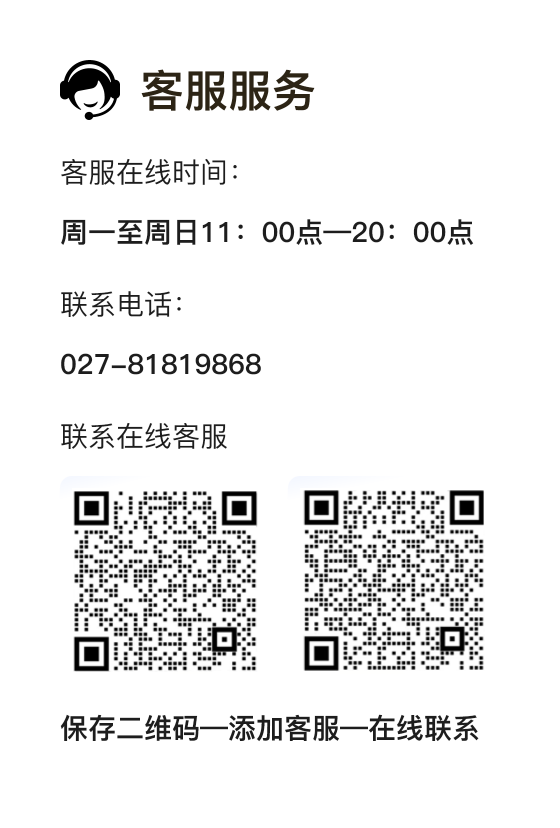 客服服务
客服在线时间：
周一至周日11：00点—20：00点
联系电话：
027-81819868
联系在线客服
保存二维码—添加客服—在线联系